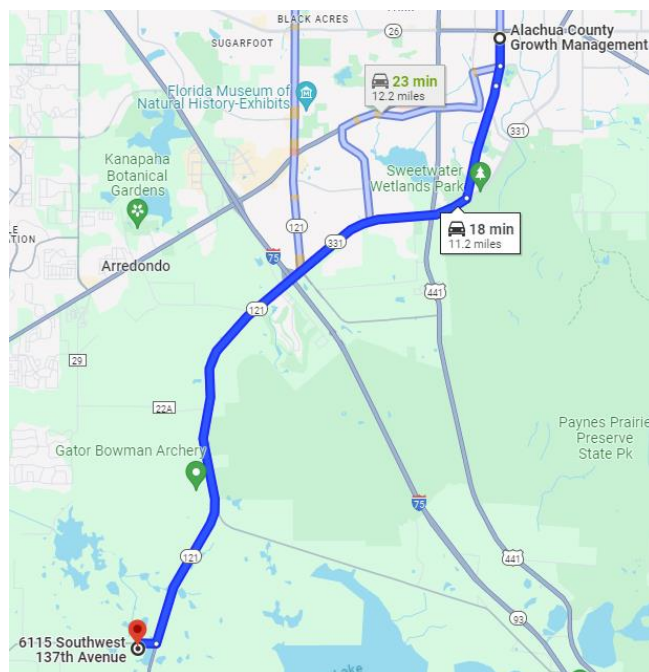 BLACK ACRES
26
Alachua County
Growth Management
SUGARFOOT
23 min
12.2 miles
Florida Museum of
Natural History-Exhibits
331
Kanapaha
Botanical
Gardens
Sweetwater
Wetlands Park
121
18 min
11.2 miles
ATION
331
75
Arredondo
441
121
29
22A
Paynes Prairie
Preserve
State Pk
Gator Bowman Archery
75
121
441
93
6115 Southwest
137th Avenue
Lake